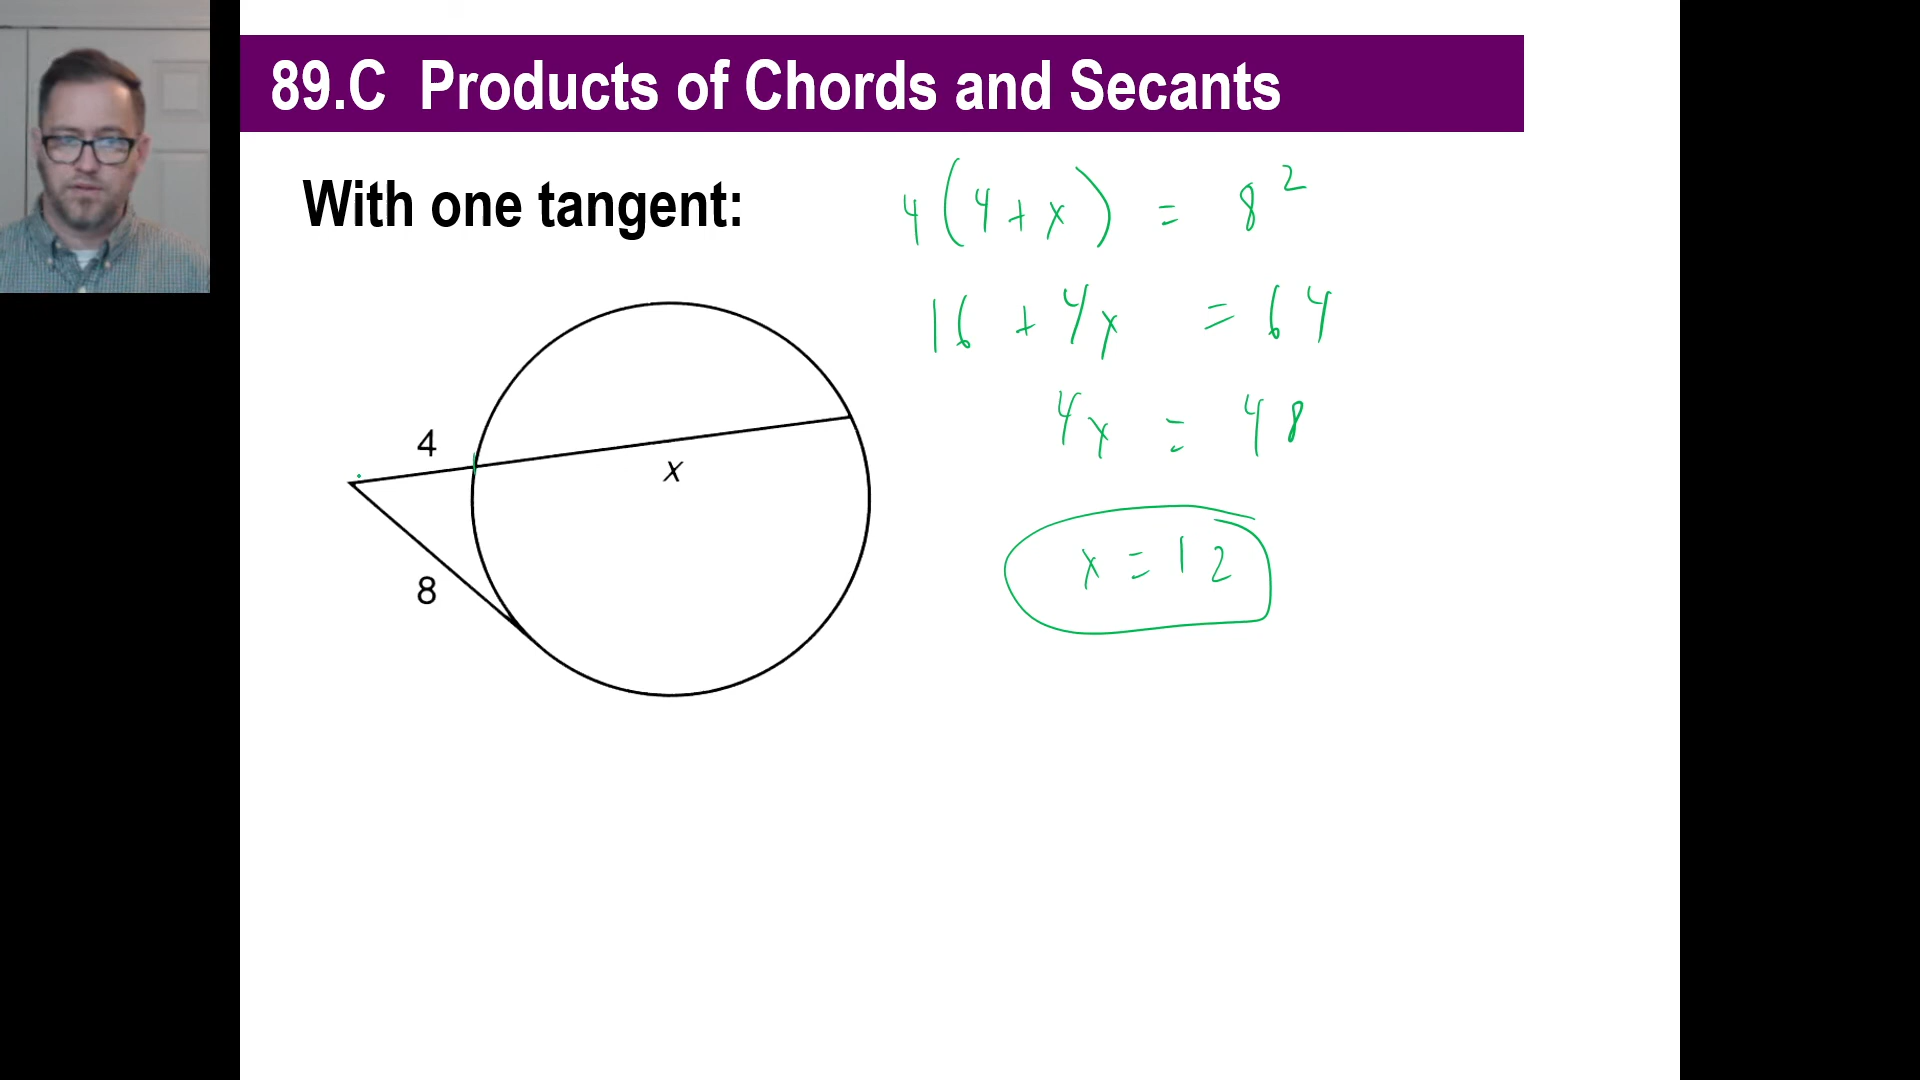 89.C Products of Chords and Secants
With one tangent:
4(4+x) = 8²
16 + 4x = 64
4x = 48
x = 12
4
x
8